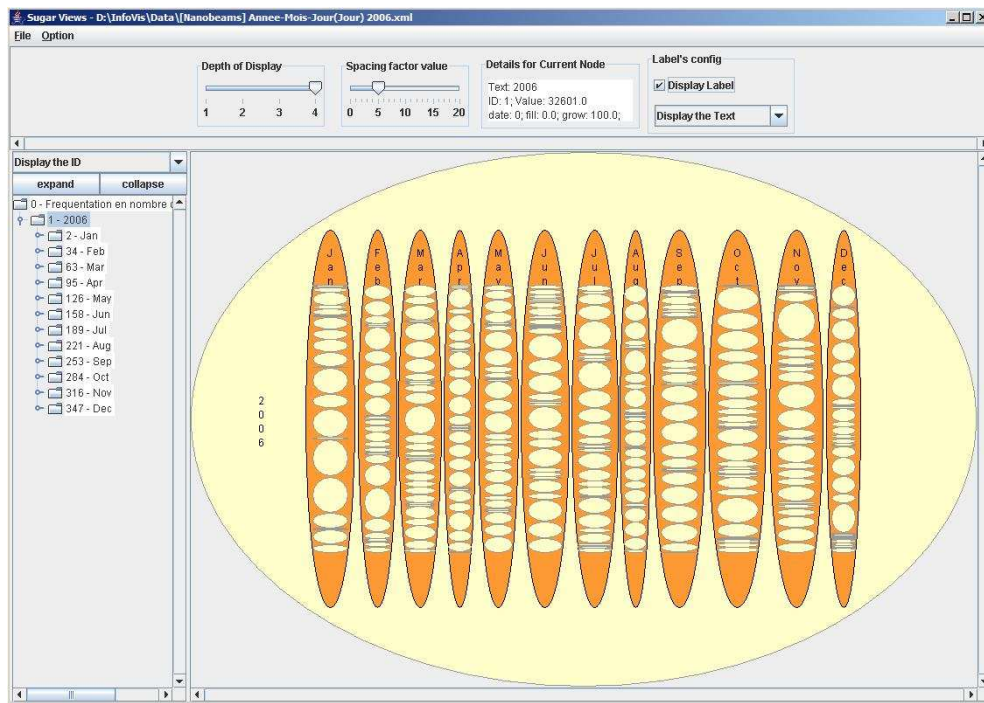 Sugar Views - D:\InfoVis\Data\[Nanobeams] Annee-Mois-Jour(Jour) 2006.xml
File Option
Depth of Display
1 2 3 4
Spacing factor value
0 5 10 15 20
Details for Current Node
Text: 2006
ID: 1; Value: 32601.0
date: 0; fill: 0.0; grow: 100.0;
Label's config
Display Label
Display the Text
Display the ID
expand collapse
0 - Frequentation en nombre
1 - 2006
2 - Jan
34 - Feb
63 - Mar
95 - Apr
126 - May
158 - Jun
189 - Jul
221 - Aug
253 - Sep
284 - Oct
316 - Nov
347 - Dec
2006
Jan
Feb
Mar
Apr
May
Jun
Jul
Aug
Sep
Oct
Nov
Dec